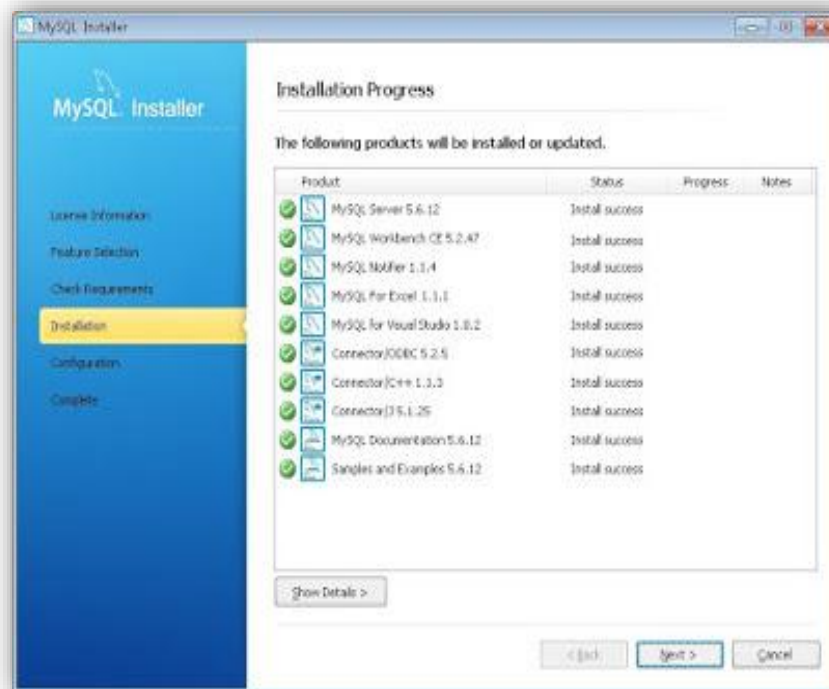 MySQL Installer
MySQL Installer
License Information
Feature Selection
Check Requirements
Installation
Configuration
Complete
Installation Progress
The following products will be installed or updated.
Product Status Progress Notes
MySQL Server 5.6.12 Install success
MySQL Workbench CE 5.2.47 Install success
MySQL Notifier 1.1.4 Install success
MySQL For Excel 1.1.1 Install success
MySQL for Visual Studio 1.0.2 Install success
Connector/ODBC 5.2.5 Install success
Connector/C++ 1.1.3 Install success
Connector/J 5.1.25 Install success
MySQL Documentation 5.6.12 Install success
Samples and Examples 5.6.12 Install success
Show Details >
< Back Next > Cancel